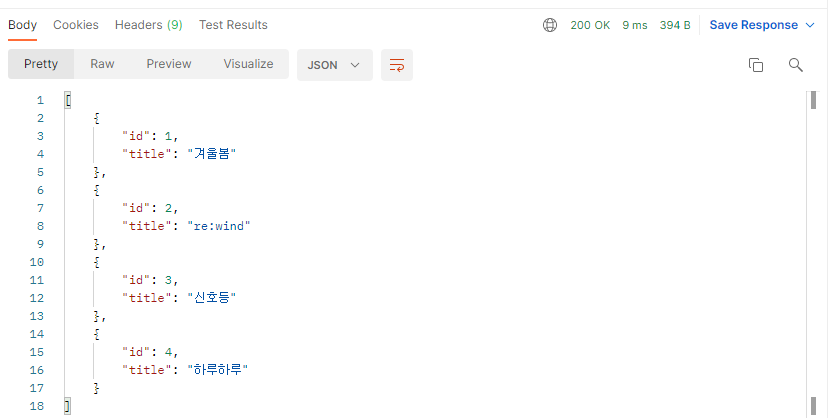 Body Cookies Headers (9) Test Results 200 OK 9 ms 394 B Save Response
Pretty Raw Preview Visualize JSON
1 [
2 {
3 "id": 1,
4 "title": "겨울봄"
5 },
6 {
7 "id": 2,
8 "title": "re:wind"
9 },
10 {
11 "id": 3,
12 "title": "신호등"
13 },
14 {
15 "id": 4,
16 "title": "하루하루"
17 }
18 ]